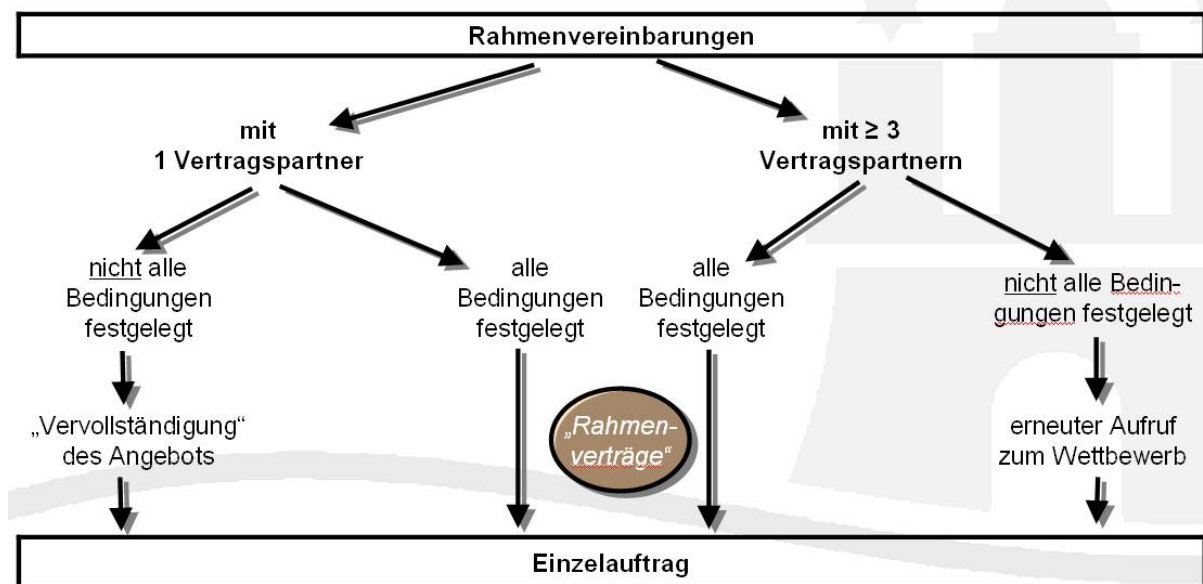 Rahmenvereinbarungen
mit
1 Vertragspartner
mit ≥ 3
Vertragspartnern
nicht alle
Bedingungen
festgelegt
alle
Bedingungen
festgelegt
alle
Bedingungen
festgelegt
nicht alle Bedin-
gungen festgelegt
„Vervollständigung“
des Angebots
„Rahmen-
verträge“
erneuter Aufruf
zum Wettbewerb
Einzelauftrag